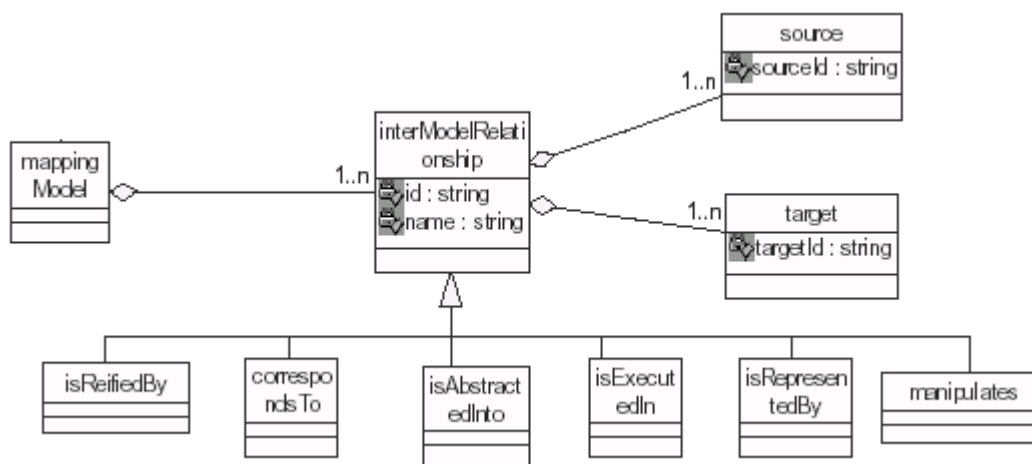 source
sourceId : string
1..n
interModelRelati
onship
id : string
name : string
mapping
Model
1..n
1..n
target
targetId : string
isReifiedBy
correspo
ndsTo
isAbstract
edInto
isExecut
edIn
isRepresen
tedBy
manipulates